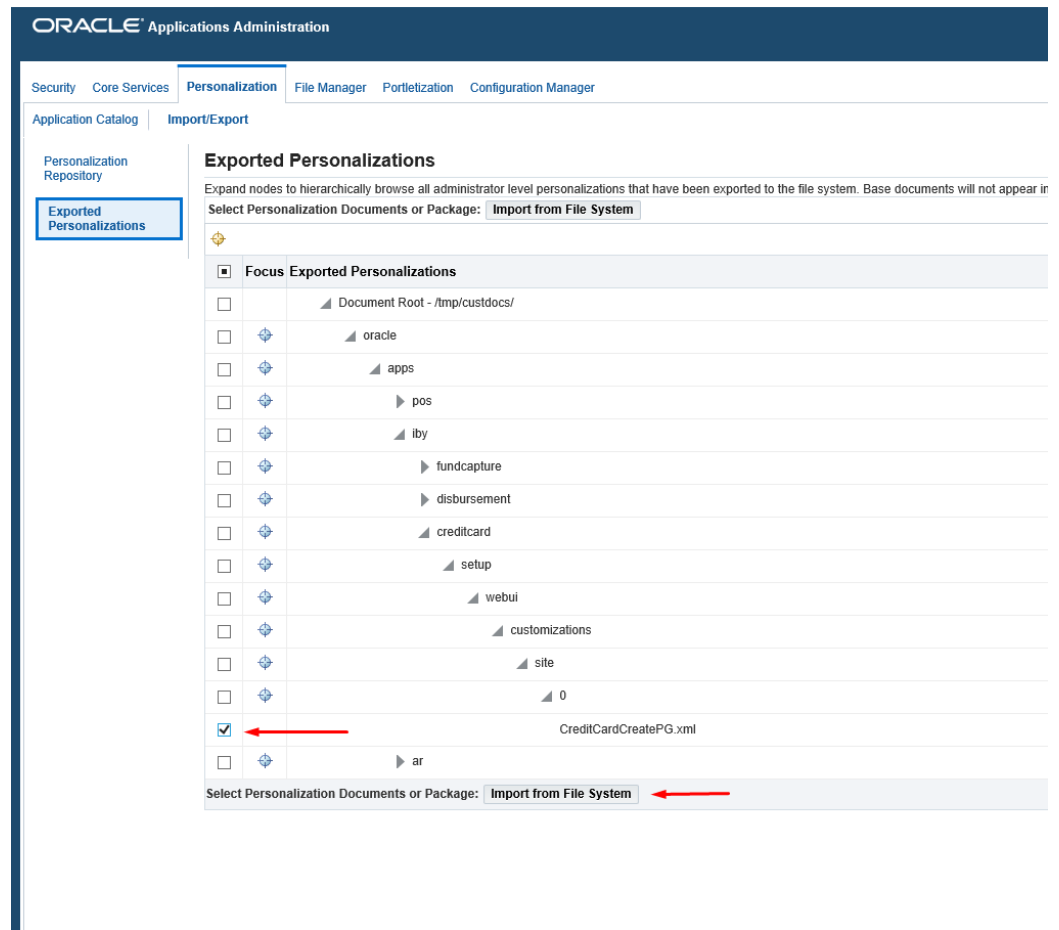 ORACLE® Applications Administration
Security Core Services Personalization File Manager Portletization Configuration Manager
Application Catalog Import/Export
Personalization
Repository
Exported
Personalizations
Exported Personalizations
Expand nodes to hierarchically browse all administrator level personalizations that have been exported to the file system. Base documents will not appear in
Select Personalization Documents or Package: Import from File System
Focus Exported Personalizations
Document Root - /tmp/custdocs/
oracle
apps
pos
iby
fundcapture
disbursement
creditcard
setup
webui
customizations
site
0
CreditCardCreatePG.xml
ar
Select Personalization Documents or Package: Import from File System